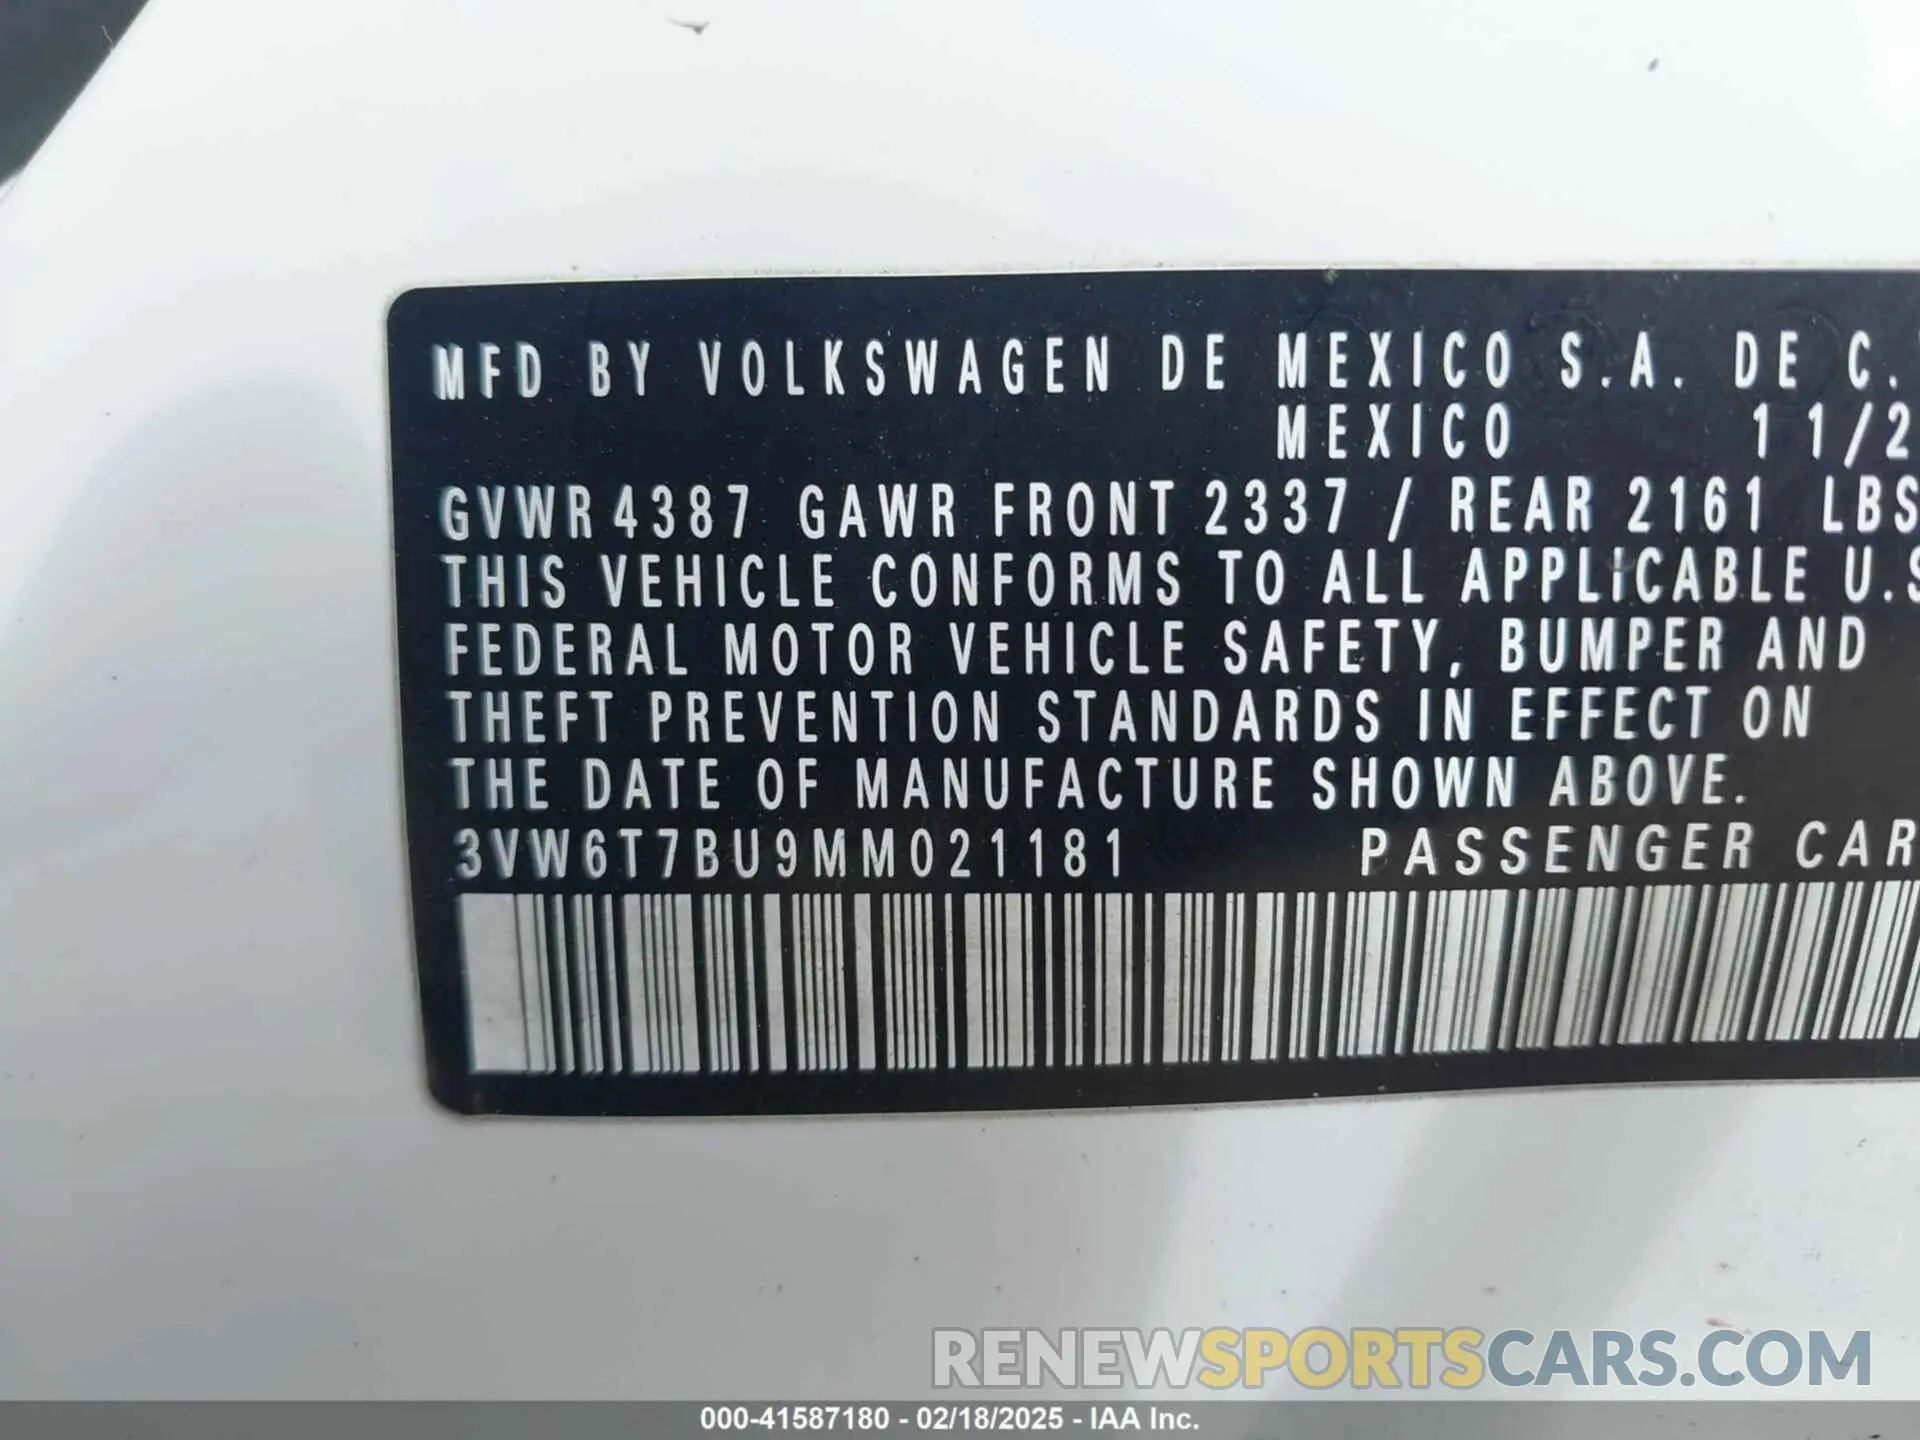 MFD BY VOLKSWAGEN DE MEXICO S.A. DE C.
MEXICO 11/2
GVWR 4387 GAWR FRONT 2337 / REAR 2161 LBS
THIS VEHICLE CONFORMS TO ALL APPLICABLE U.S
FEDERAL MOTOR VEHICLE SAFETY, BUMPER AND
THEFT PREVENTION STANDARDS IN EFFECT ON
THE DATE OF MANUFACTURE SHOWN ABOVE.
3VW6T7BU9MM021181 PASSENGER CAR
RENEWSPORTSCARS.COM
000-41587180 - 02/18/2025 - IAA Inc.